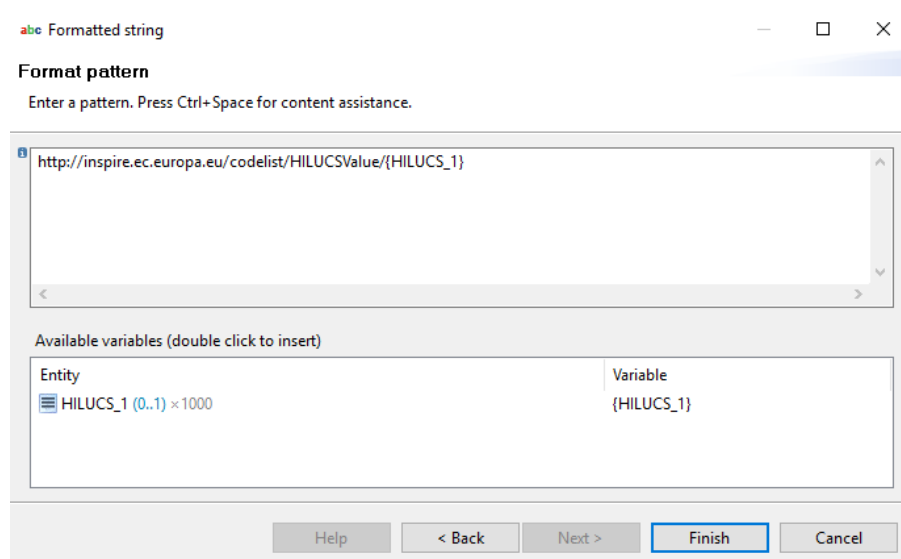 abc Formatted string
Format pattern
Enter a pattern. Press Ctrl+Space for content assistance.
http://inspire.ec.europa.eu/codelist/HILUCSValue/{HILUCS_1}
Available variables (double click to insert)
Entity Variable
HILUCS_1 (0..1) ×1000 {HILUCS_1}
Help < Back Next > Finish Cancel